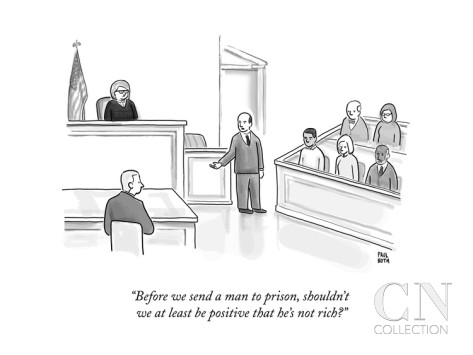 PAUL
NOTH
“Before we send a man to prison, shouldn’t
we at least be positive that he’s not rich?”
CN
COLLECTION